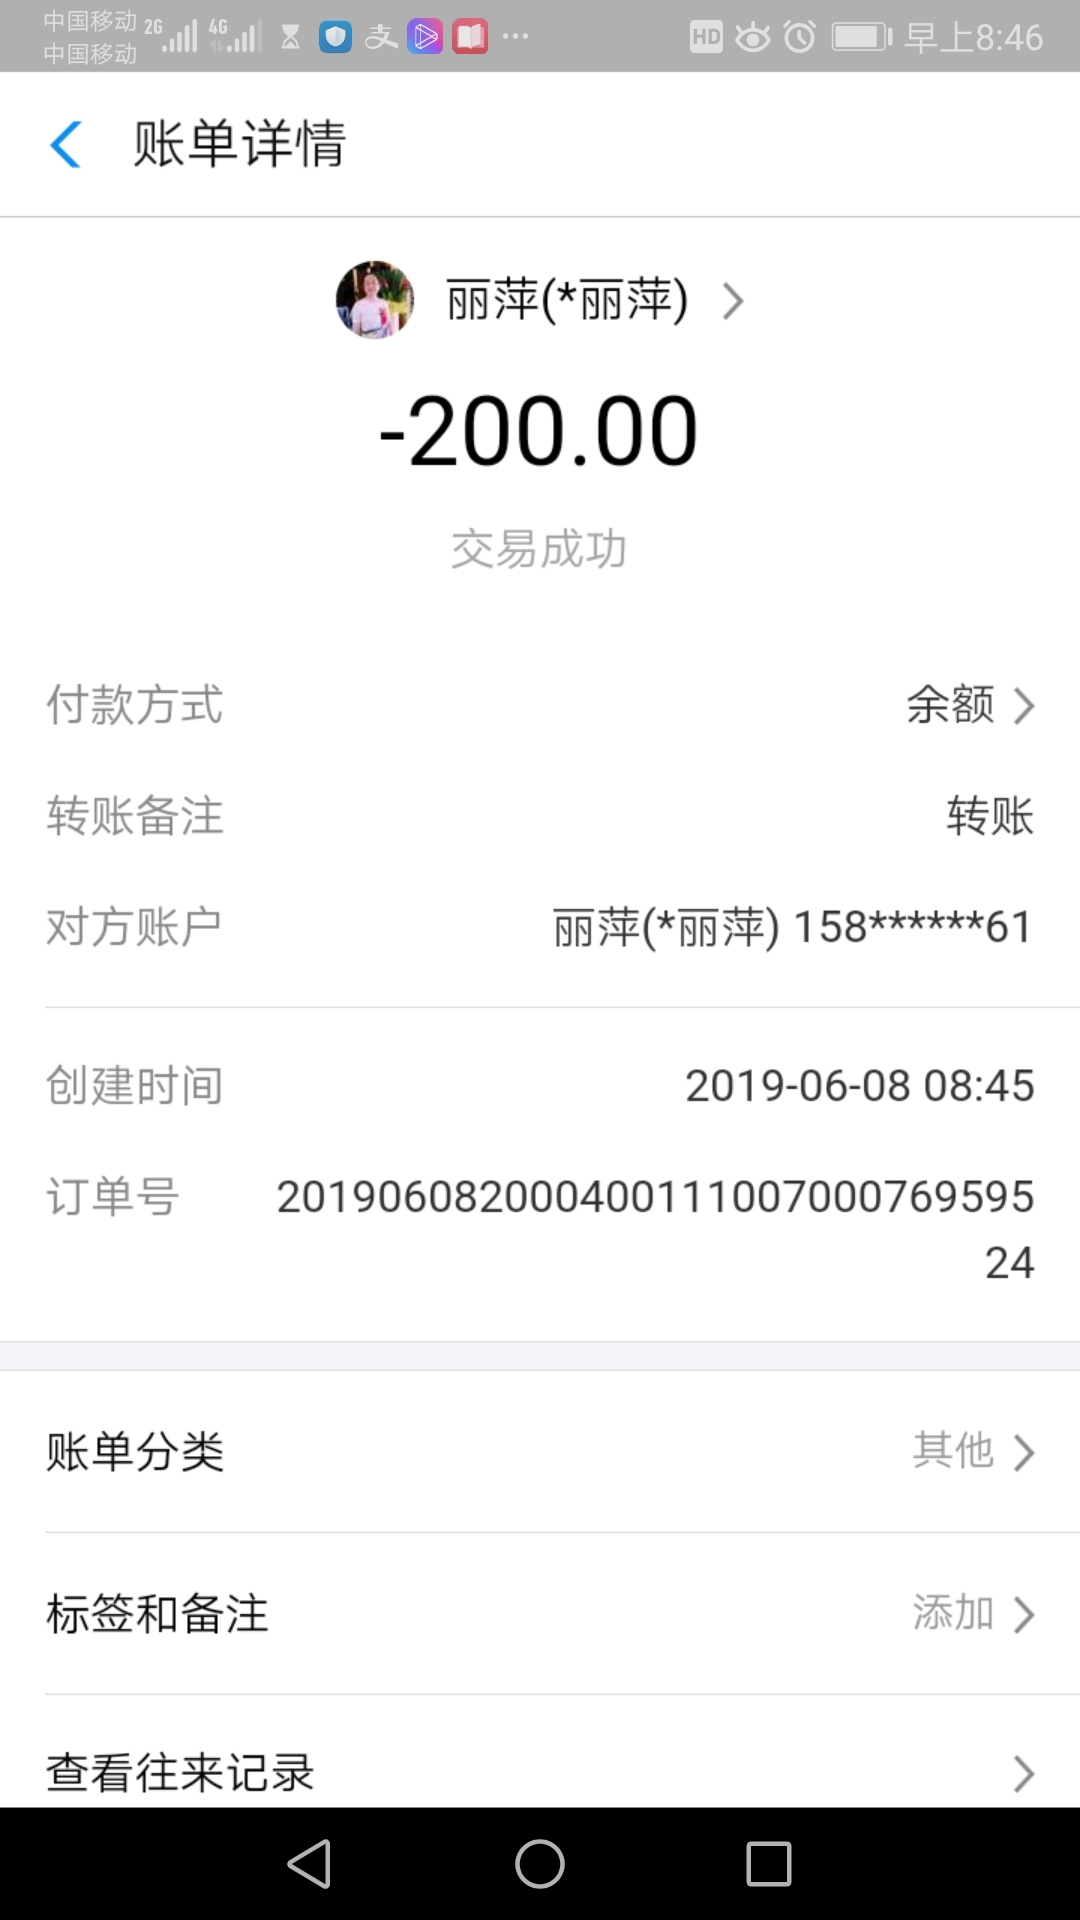 中国移动 2G 4G HD 早上8:46
中国移动
账单详情
丽萍(*丽萍)
-200.00
交易成功
付款方式 余额
转账备注 转账
对方账户 丽萍(*丽萍) 158******61
创建时间 2019-06-08 08:45
订单号 201906082000400111007000769595
24
账单分类 其他
标签和备注 添加
查看往来记录